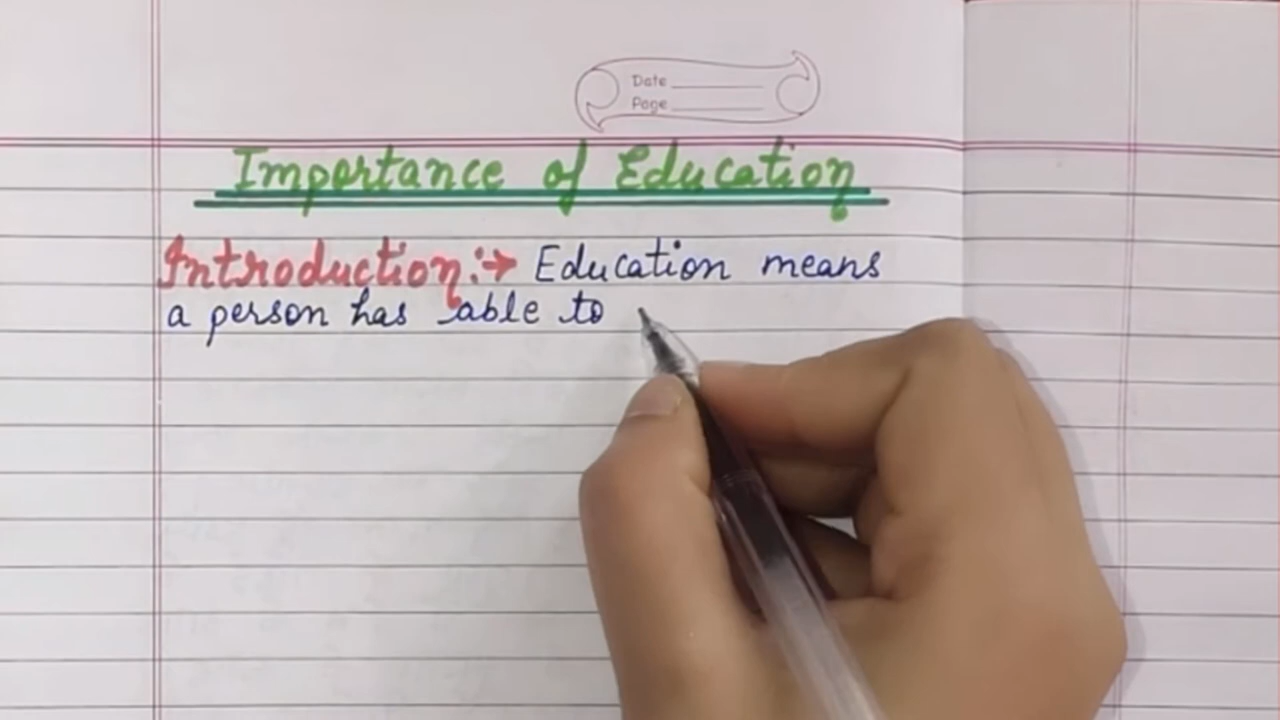 Date
Page
Importance of Education
Introduction:→ Education means
a person has able to